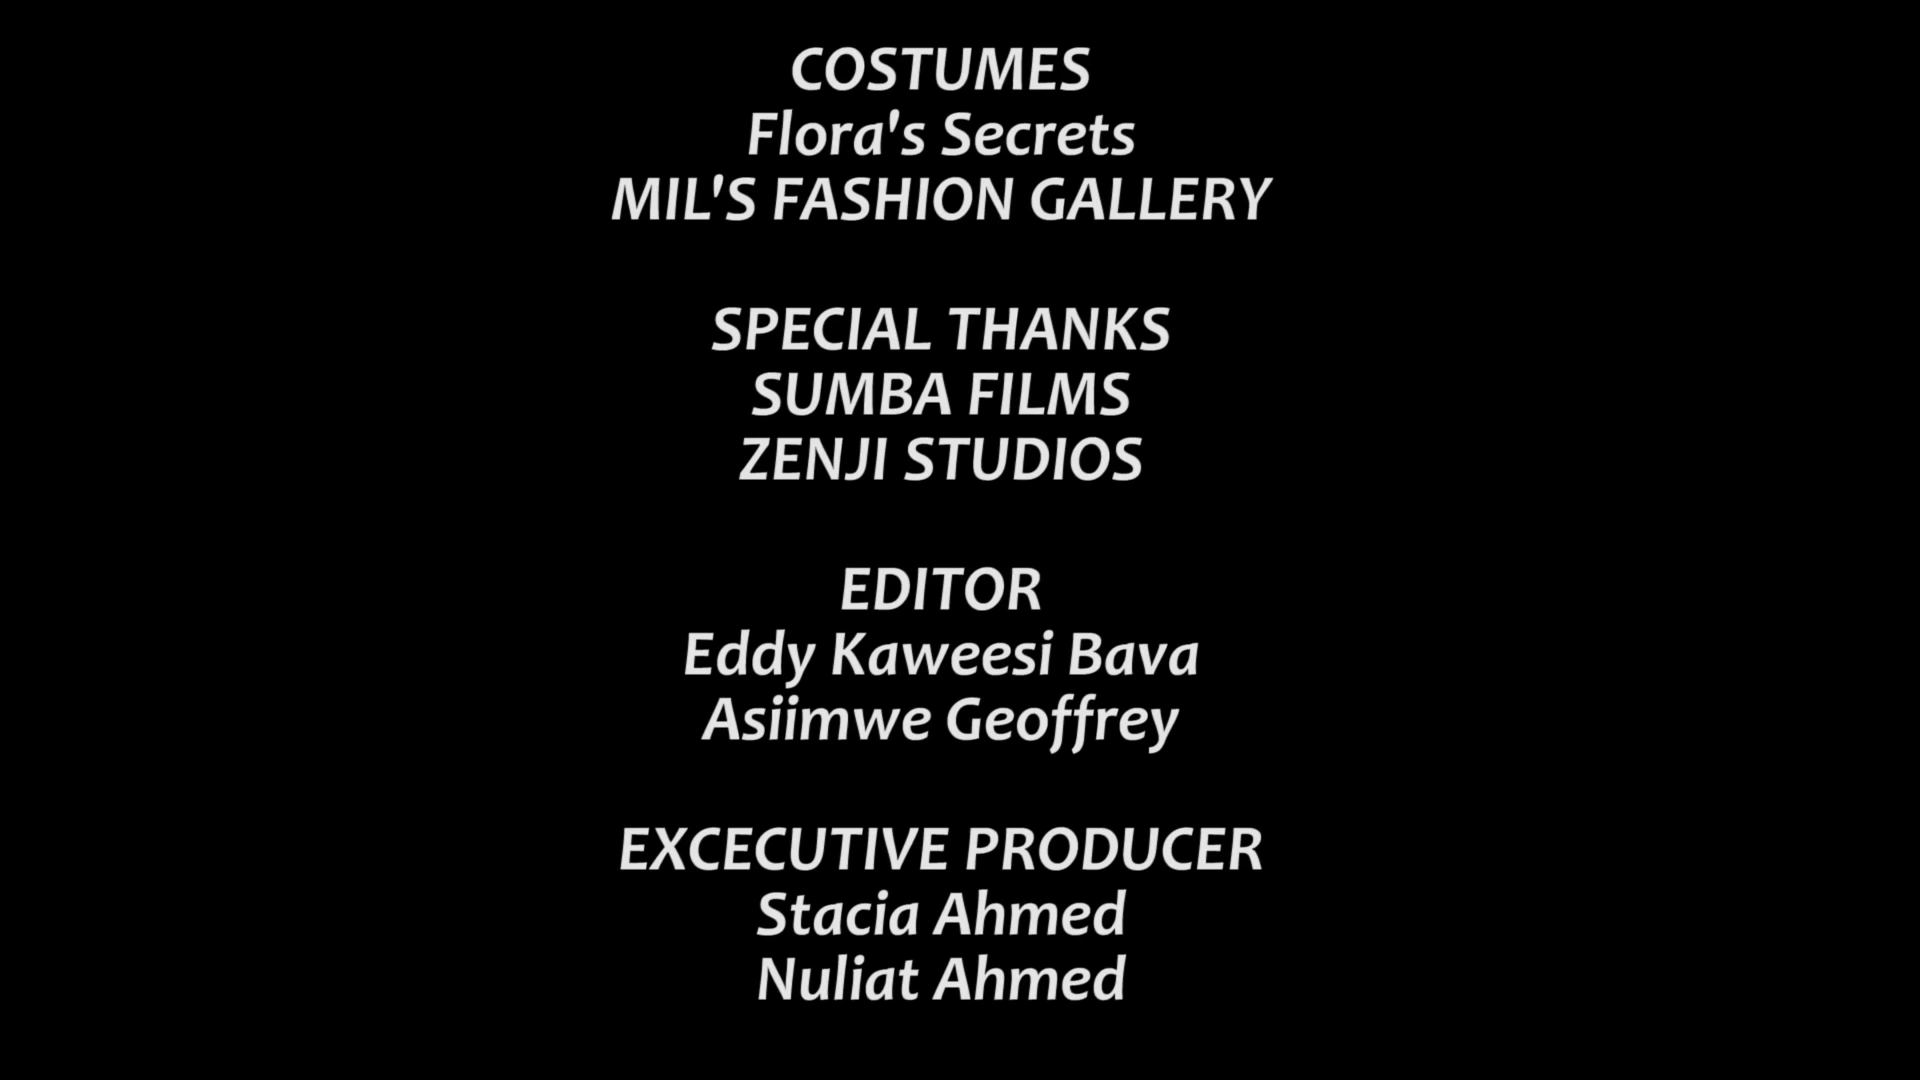 COSTUMES
Flora's Secrets
MIL'S FASHION GALLERY
SPECIAL THANKS
SUMBA FILMS
ZENJI STUDIOS
EDITOR
Eddy Kaweesi Bava
Asiimwe Geoffrey
EXCECUTIVE PRODUCER
Stacia Ahmed
Nuliat Ahmed